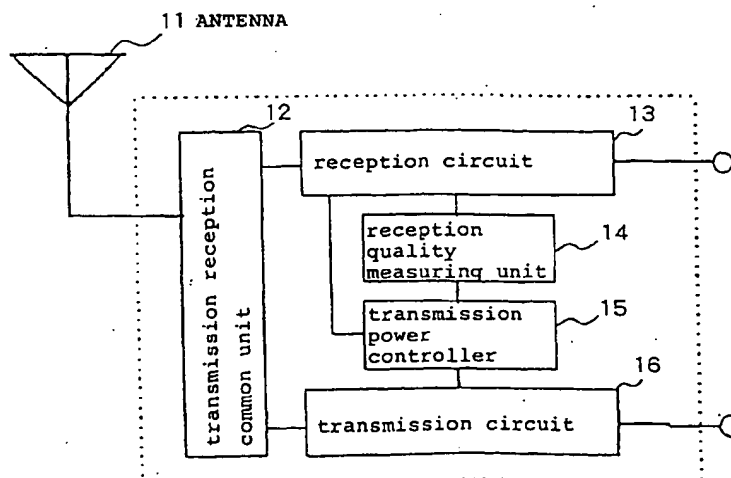 11 ANTENNA
12
13
reception circuit
transmission reception
common unit
reception
quality
measuring unit
14
transmission
power
controller
15
16
transmission circuit